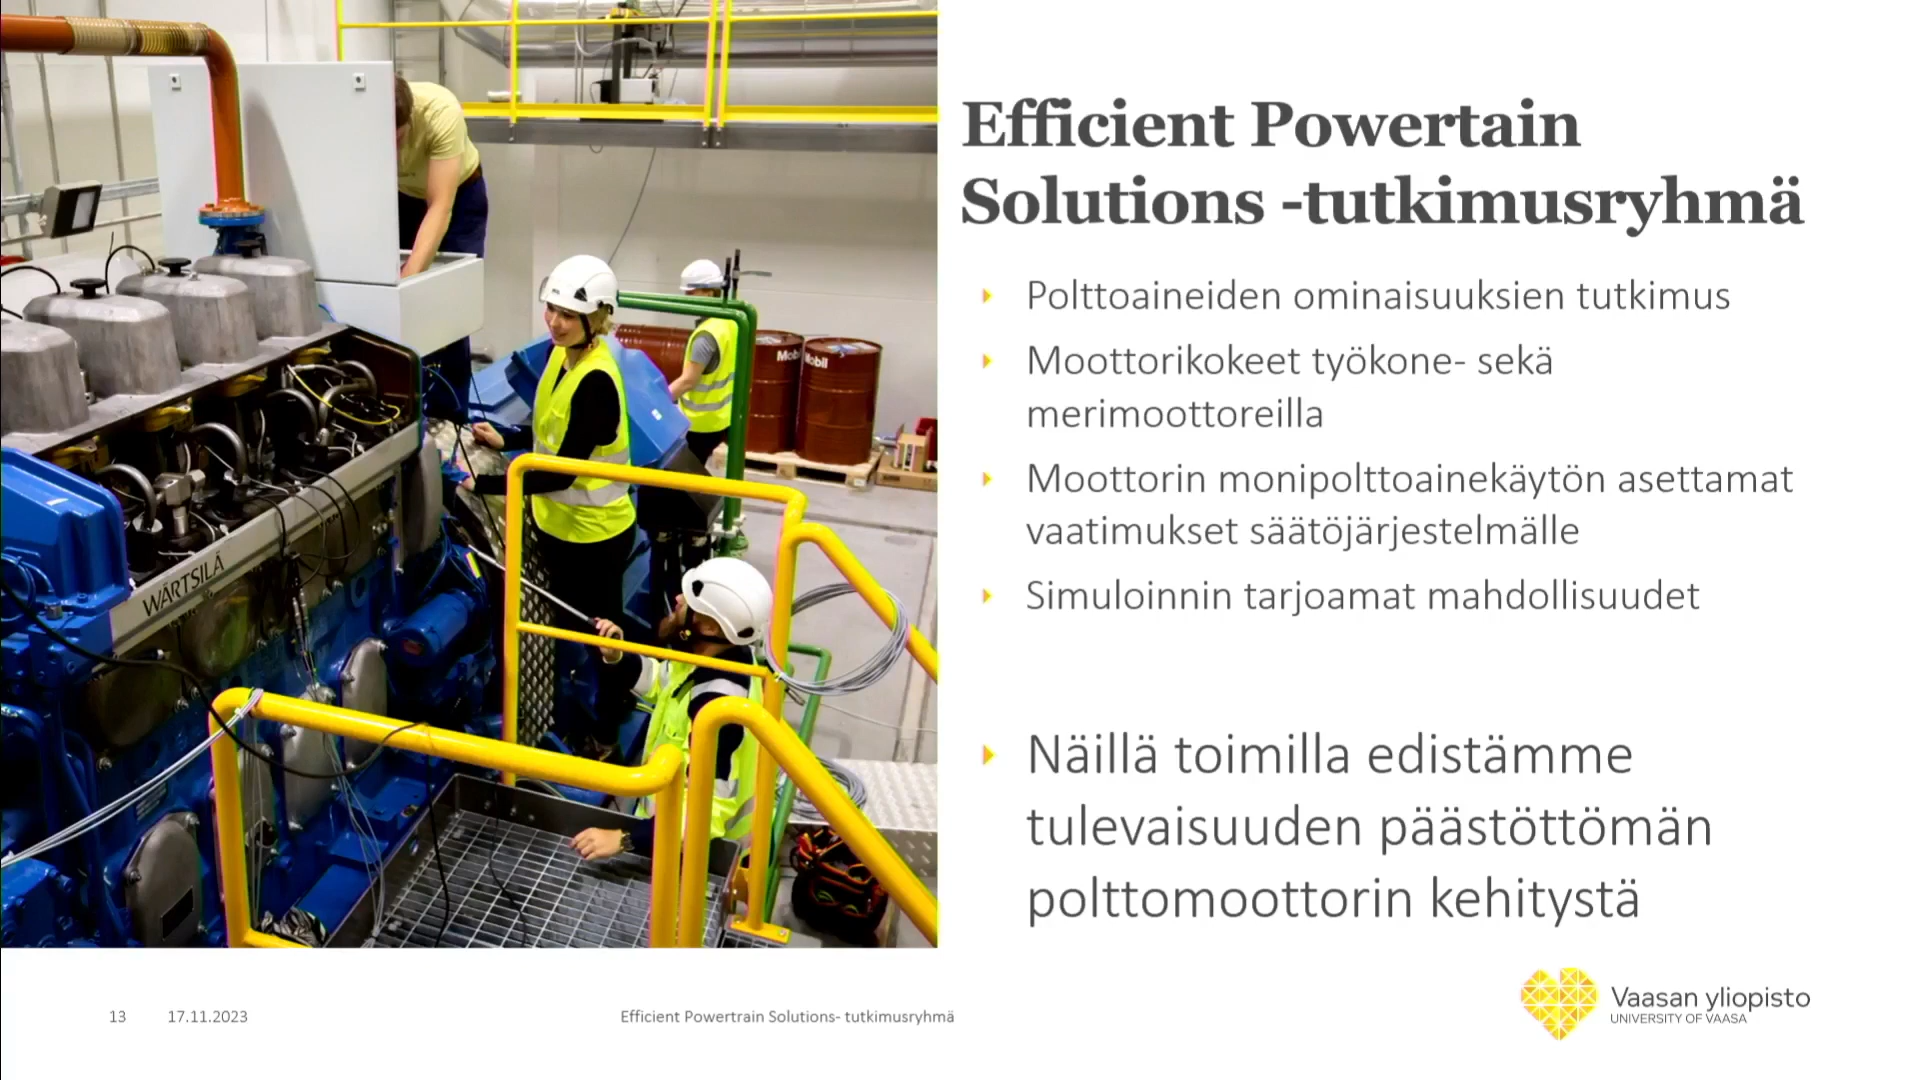 Efficient Powertain
Solutions -tutkimusryhmä
Polttoaineiden ominaisuuksien tutkimus
Moottorikokeet työkone- sekä
merimoottoreilla
Moottorin monipolttoainekäytön asettamat
vaatimukset säätöjärjestelmälle
Simuloinnin tarjoamat mahdollisuudet
Näillä toimilla edistämme
tulevaisuuden päästöttömän
polttomoottorin kehitystä
WÄRTSILÄ
Mobil
13 17.11.2023 Efficient Powertrain Solutions- tutkimusryhmä
Vaasan yliopisto
UNIVERSITY OF VAASA